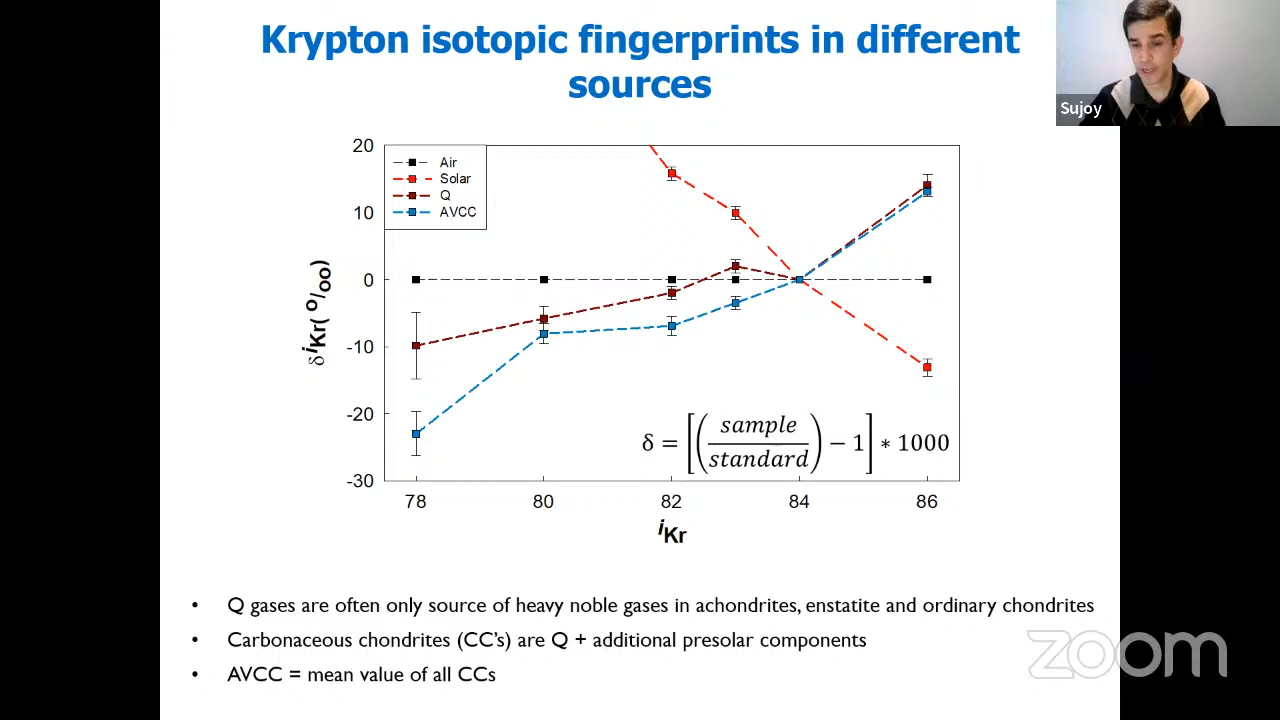 Krypton isotopic fingerprints in different
sources
Sujoy
Air
Solar
Q
AVCC
20
10
0
-10
-20
-30
δⁱKr( ⁰/₀₀)
78
80
82
84
86
ⁱKr
δ = [(sample/standard) − 1] ∗ 1000
• Q gases are often only source of heavy noble gases in achondrites, enstatite and ordinary chondrites
• Carbonaceous chondrites (CC's) are Q + additional presolar components
• AVCC = mean value of all CCs
zoom